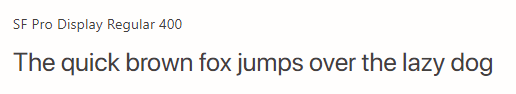 SF Pro Display Regular 400
The quick brown fox jumps over the lazy dog